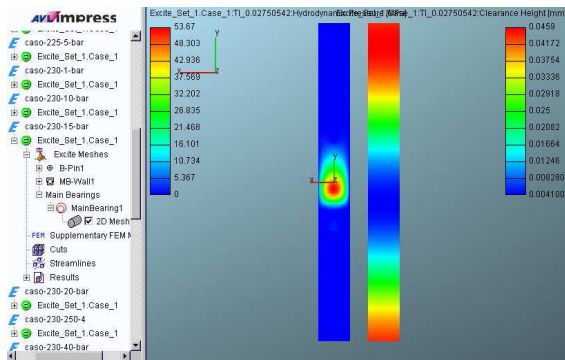 AVL impress
Excite_Set_1.Case_1:TI_0.02750542:Hydrodynamic
Excite_Set_1.Case_1:TI_0.02750542:Clearance Height [mm
caso-225-5-bar
Excite_Set_1.Case_1
caso-230-1-bar
Excite_Set_1.Case_1
caso-230-10-bar
Excite_Set_1.Case_1
caso-230-15-bar
Excite_Set_1.Case_1
Excite Meshes
B-Pin1
MB-Wall1
Main Bearings
MainBearing1
2D Mesh
FEM Supplementary FEM
Cuts
Streamlines
Results
caso-230-20-bar
Excite_Set_1.Case_1
caso-230-250-4
Excite_Set_1.Case_1
caso-230-40-bar
53.67
48.303
42.936
37.569
32.202
26.835
21.468
16.101
10.734
5.367
0
y
x
z
y
x
z
0.0459
0.04172
0.03754
0.03336
0.02918
0.025
0.02082
0.01664
0.01246
0.008280
0.004100